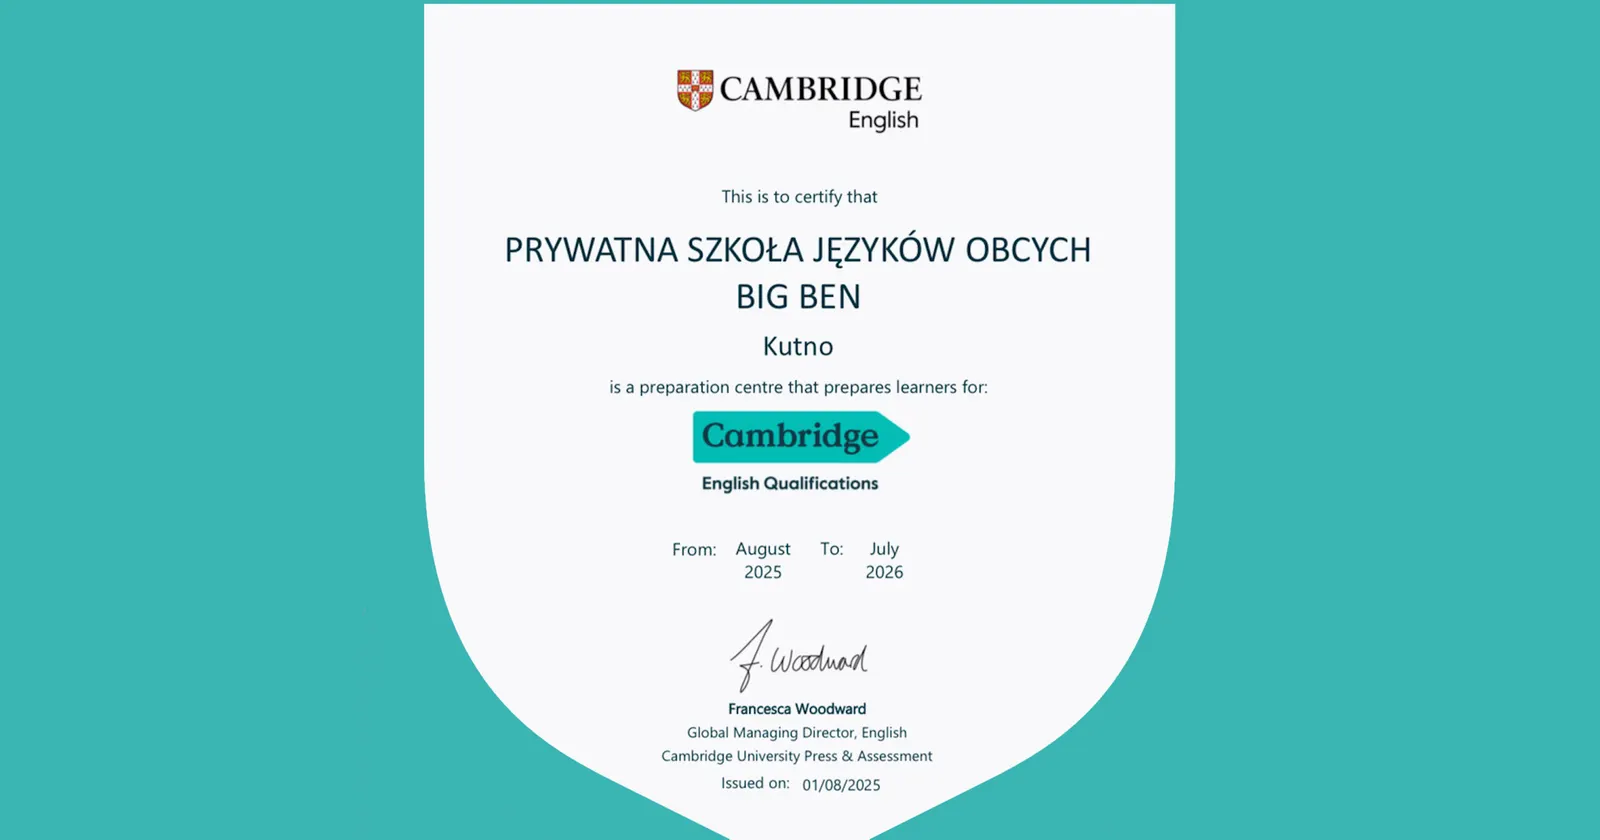 CAMBRIDGE
English
This is to certify that
PRYWATNA SZKOŁA JĘZYKÓW OBCYCH
BIG BEN
Kutno
is a preparation centre that prepares learners for:
Cambridge
English Qualifications
From: August 2025 To: July 2026
F. Woodward
Francesca Woodward
Global Managing Director, English
Cambridge University Press & Assessment
Issued on: 01/08/2025